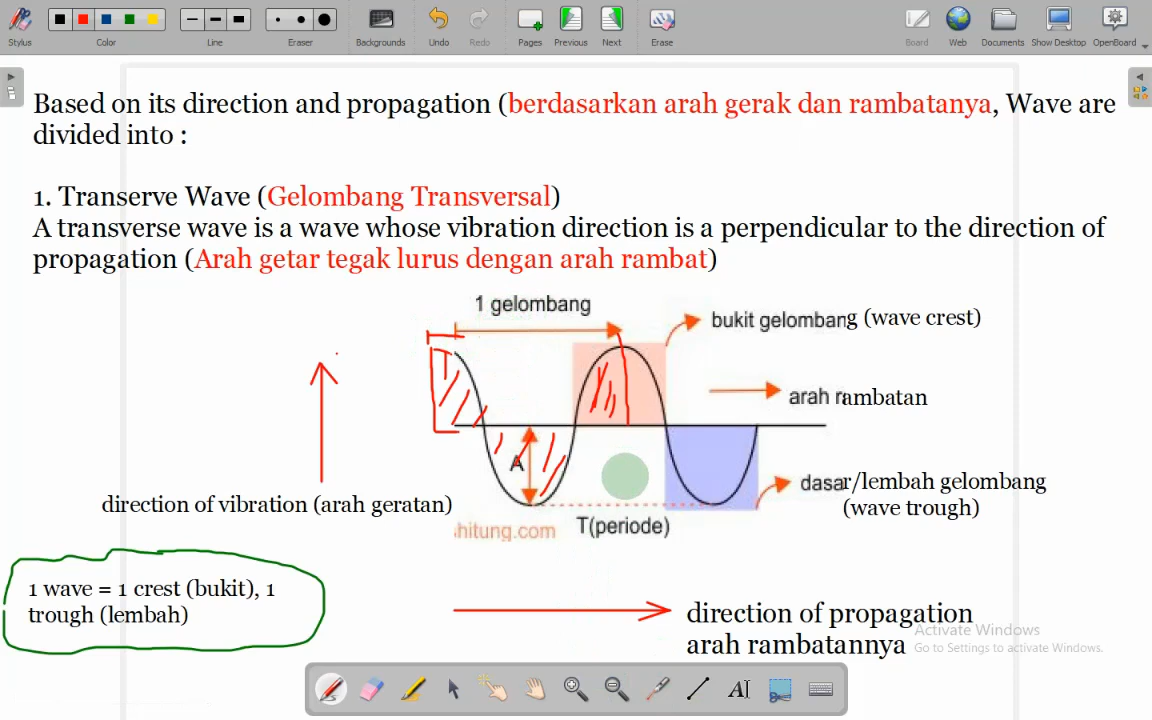 Stylus
Color
Line
Eraser
Backgrounds
Undo
Redo
Pages
Previous
Next
Erase
Board
Web
Documents
Show Desktop
OpenBoard
Based on its direction and propagation (berdasarkan arah gerak dan rambatanya, Wave are
divided into :
1. Transerve Wave (Gelombang Transversal)
A transverse wave is a wave whose vibration direction is a perpendicular to the direction of
propagation (Arah getar tegak lurus dengan arah rambat)
1 gelombang
bukit gelombang (wave crest)
arah rambatan
A
dasar/lembah gelombang
(wave trough)
direction of vibration (arah geratan)
hitung.com
T(periode)
1 wave = 1 crest (bukit), 1
trough (lembah)
direction of propagation
arah rambatannya
Activate Windows
Go to Settings to activate Windows.
AI